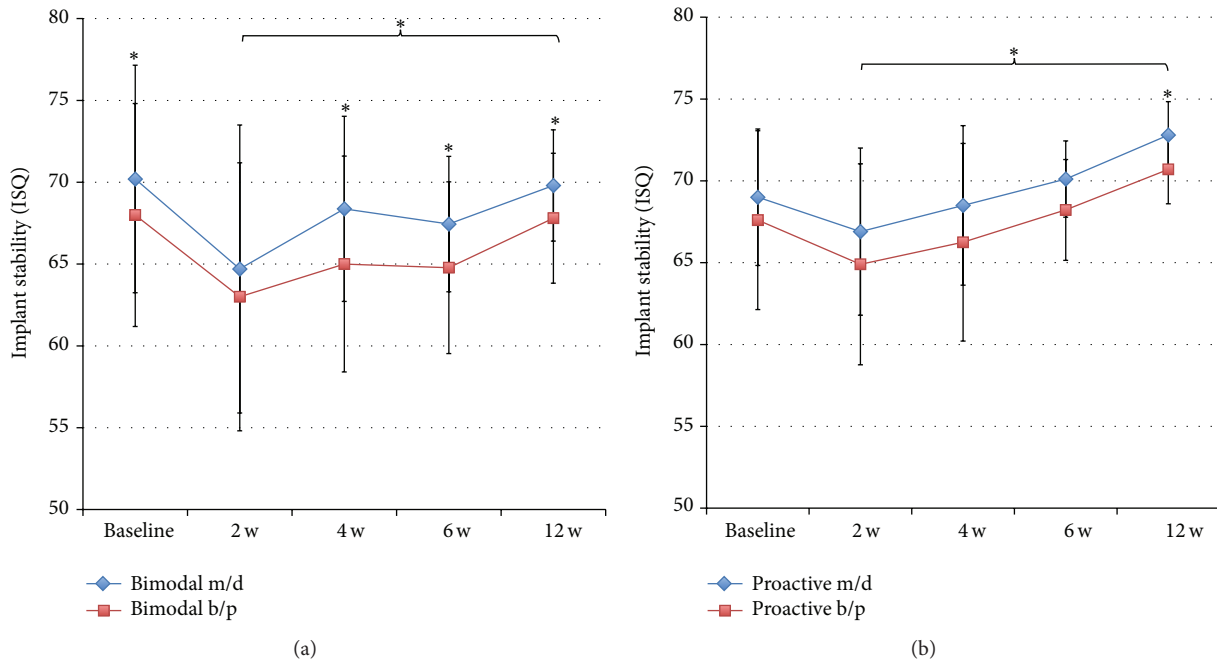 80
75
70
65
60
55
50
Implant stability (ISQ)
*
*
*
*
*
Baseline
2 w
4 w
6 w
12 w
Bimodal m/d
Bimodal b/p
(a)
80
75
70
65
60
55
50
Implant stability (ISQ)
*
*
Baseline
2 w
4 w
6 w
12 w
Proactive m/d
Proactive b/p
(b)